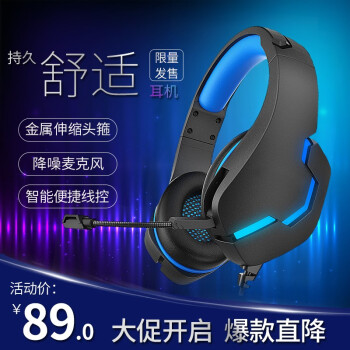 持久
舒适
限量
发售
耳机
金属伸缩头箍
降噪麦克风
智能便捷线控
活动价:
¥89.0 大促开启 爆款直降